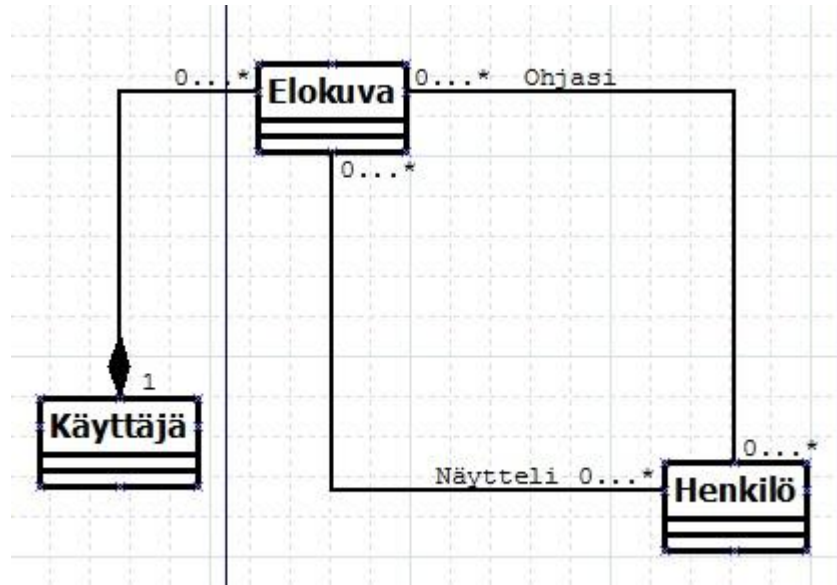 0...*
Elokuva
0...* Ohjasi
0...*
1
Käyttäjä
0...*
Näytteli 0...*
Henkilö